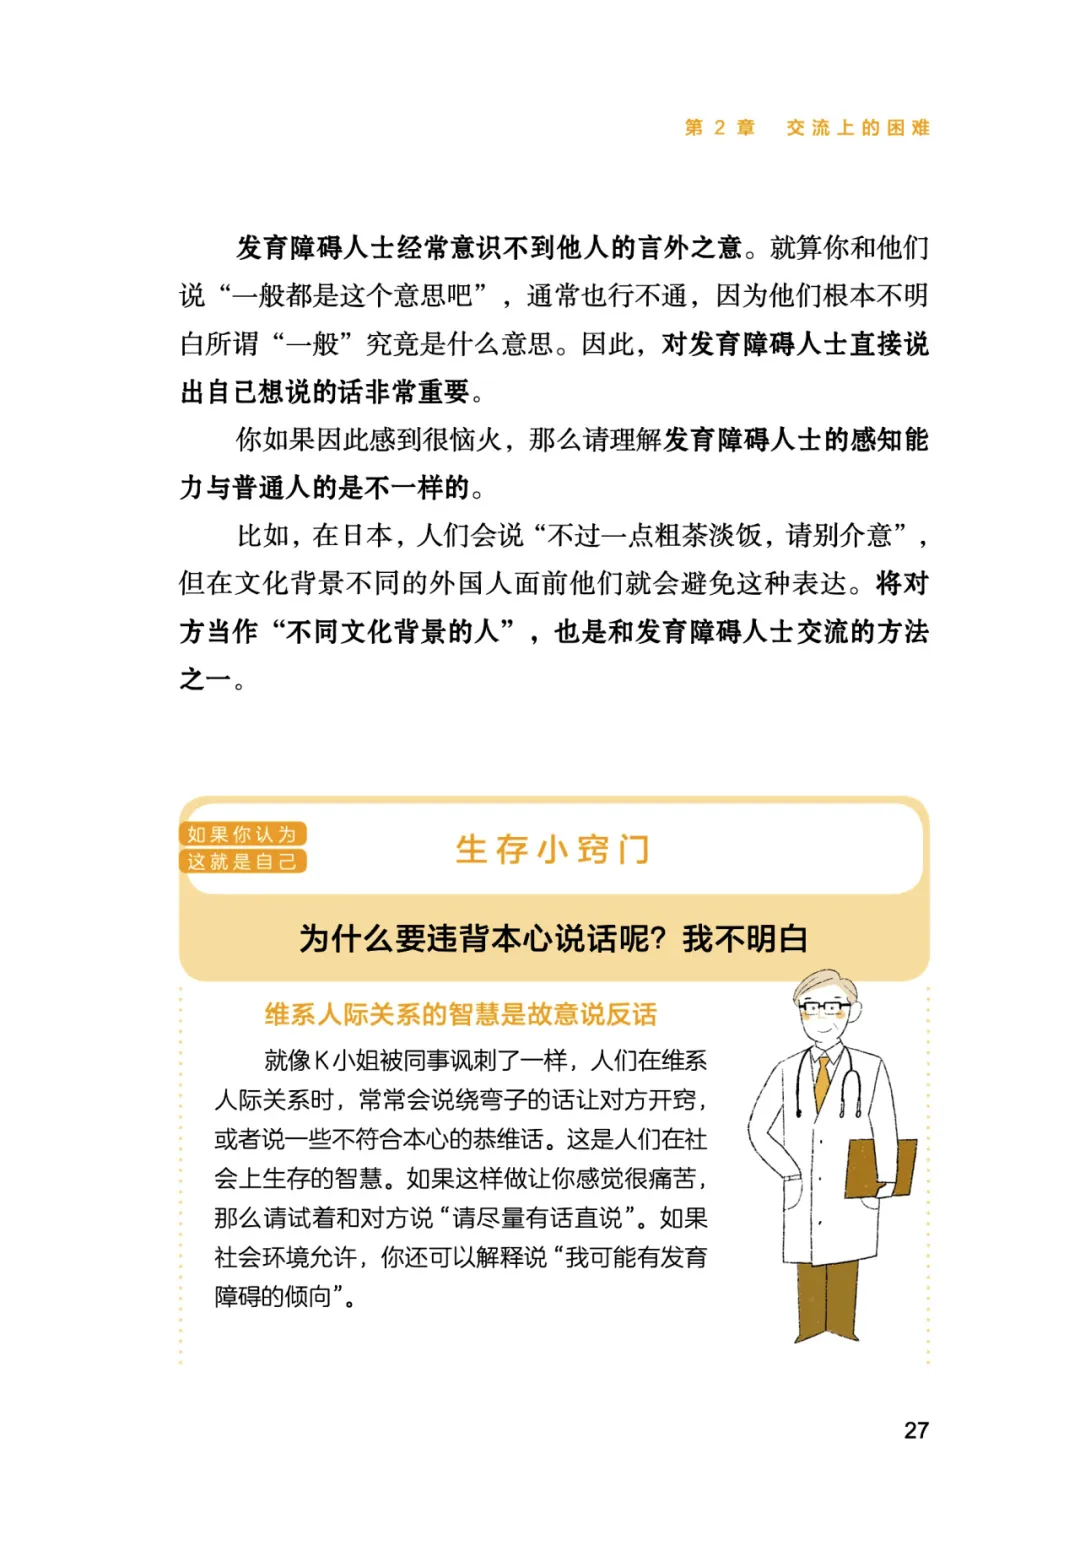 第 2 章 交流上的困难
发育障碍人士经常意识不到他人的言外之意。就算你和他们
说“一般都是这个意思吧”，通常也行不通，因为他们根本不明
白所谓“一般”究竟是什么意思。因此，对发育障碍人士直接说
出自己想说的话非常重要。
你如果因此感到很恼火，那么请理解发育障碍人士的感知能
力与普通人的是不一样的。
比如，在日本，人们会说“不过一点粗茶淡饭，请别介意”，
但在文化背景不同的外国人面前他们就会避免这种表达。将对
方当作“不同文化背景的人”，也是和发育障碍人士交流的方法
之一。
如果你认为
这就是自己
生存小窍门
为什么要违背本心说话呢？我不明白
维系人际关系的智慧是故意说反话
就像K小姐被同事讽刺了一样，人们在维系
人际关系时，常常会说绕弯子的话让对方开窍，
或者说一些不符合本心的恭维话。这是人们在社
会上生存的智慧。如果这样做让你感觉很痛苦，
那么请试着和对方说“请尽量有话直说”。如果
社会环境允许，你还可以解释说“我可能有发育
障碍的倾向”。
27